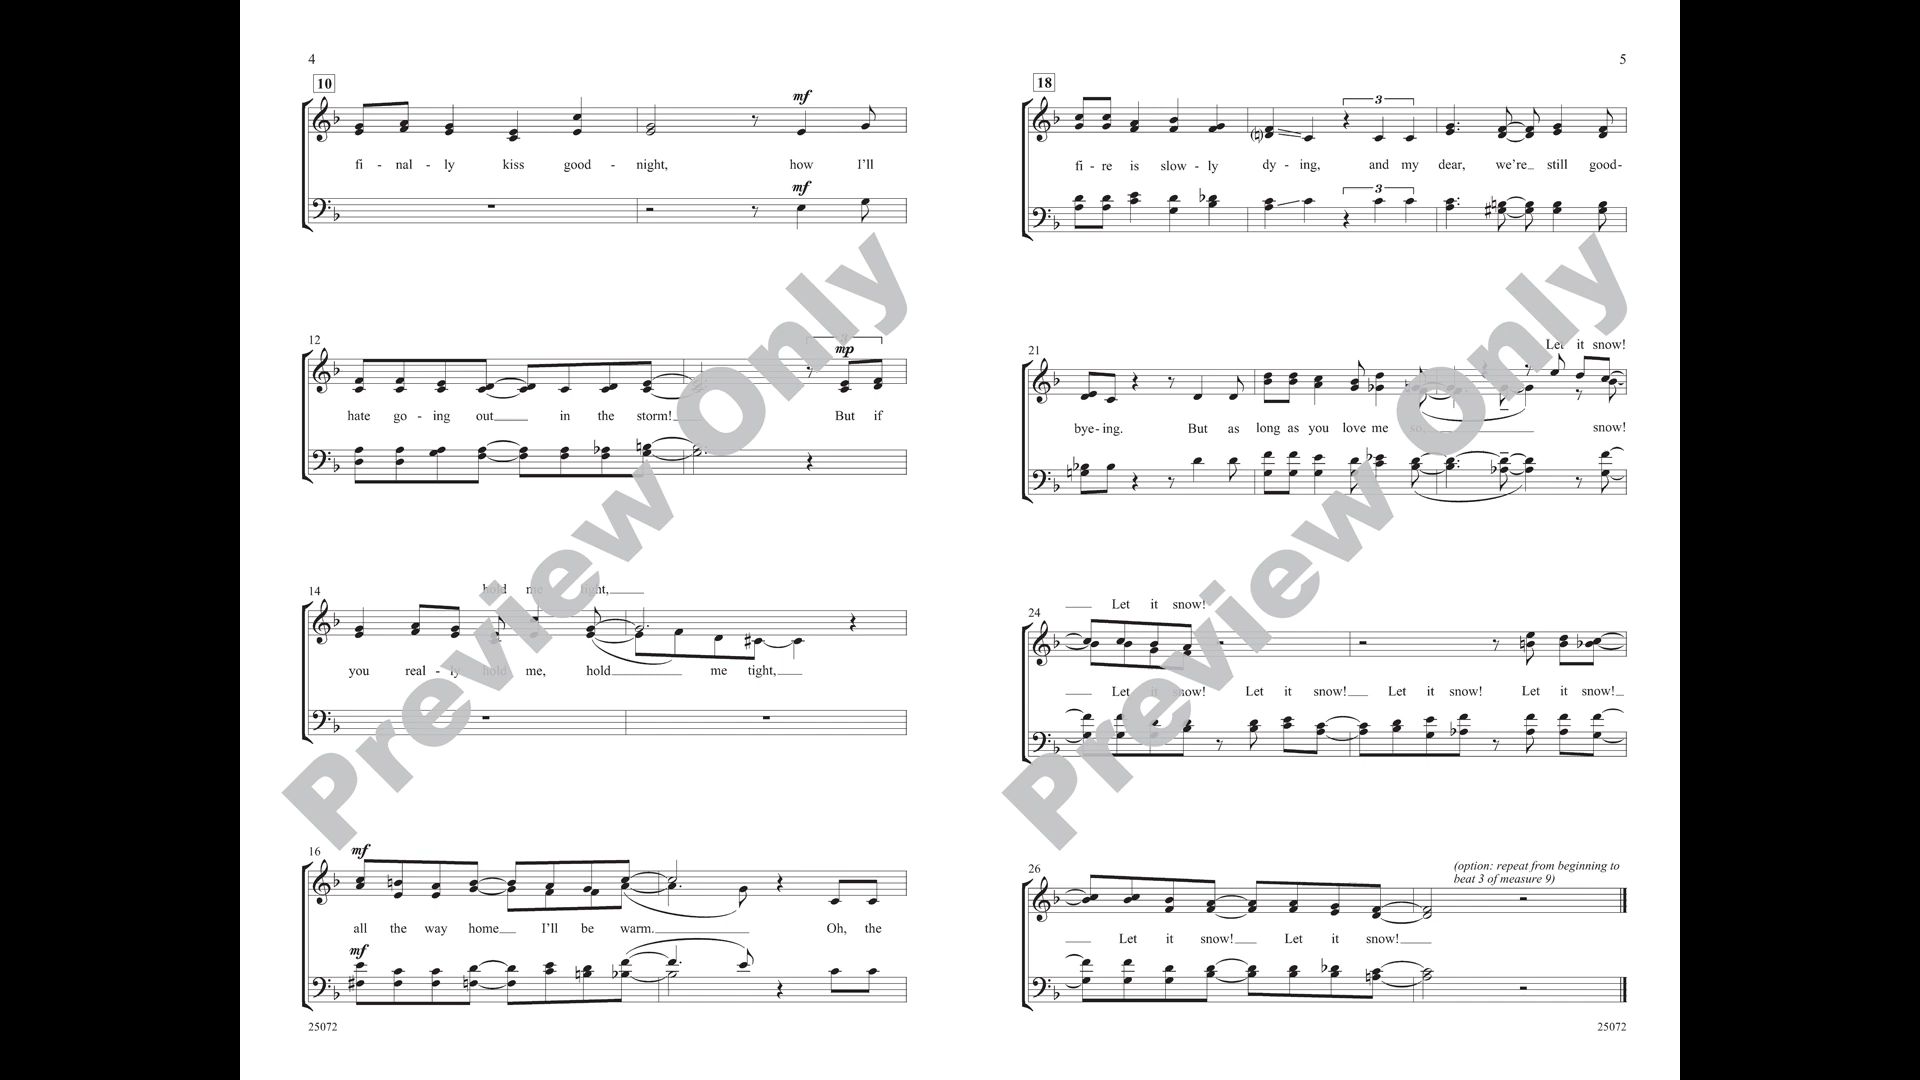 4
10
mf
fi - nal - ly kiss good - night, how I'll
mf
12
mp
hate go - ing out in the storm! But if
14
hold me tight,
you real - ly hold me, hold me tight,
16
mf
all the way home I'll be warm. Oh, the
mf
25072
Preview Only
5
18
3
fi - re is slow - ly dy - ing, and my dear, we're still good-
3
21
Let it snow!
bye - ing. But as long as you love me so, snow!
24
Let it snow!
Let it snow! Let it snow! Let it snow! Let it snow!
26
(option: repeat from beginning to
beat 3 of measure 9)
Let it snow! Let it snow!
25072
Preview Only